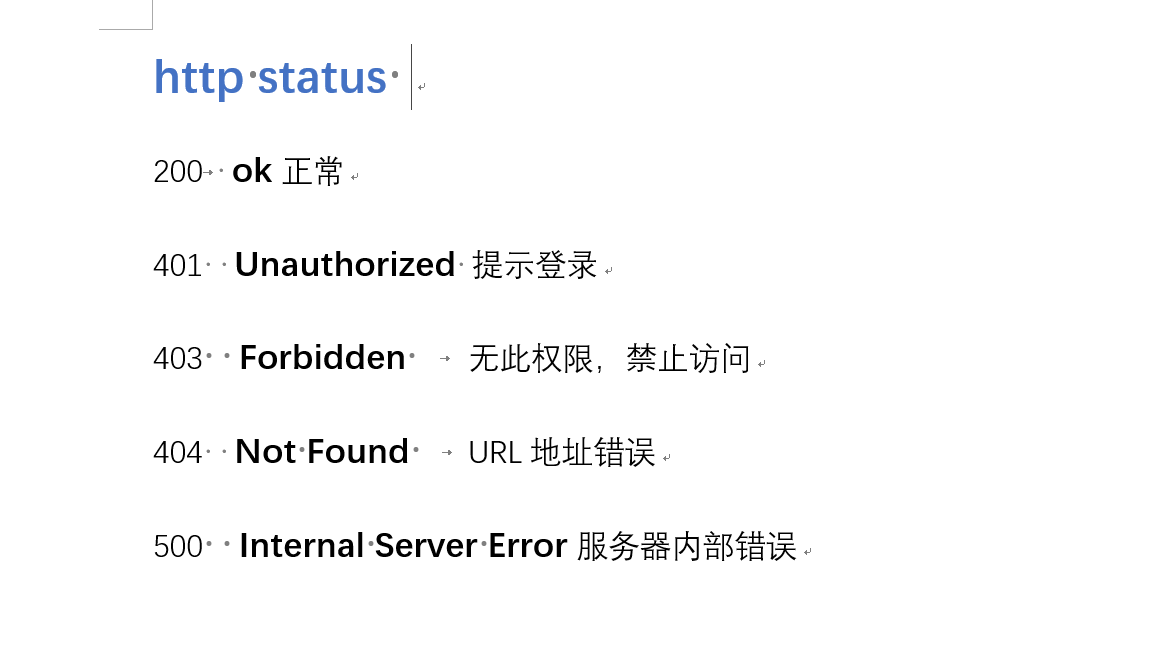 http status
200 ok 正常
401 Unauthorized 提示登录
403 Forbidden 无此权限，禁止访问
404 Not Found URL 地址错误
500 Internal Server Error 服务器内部错误